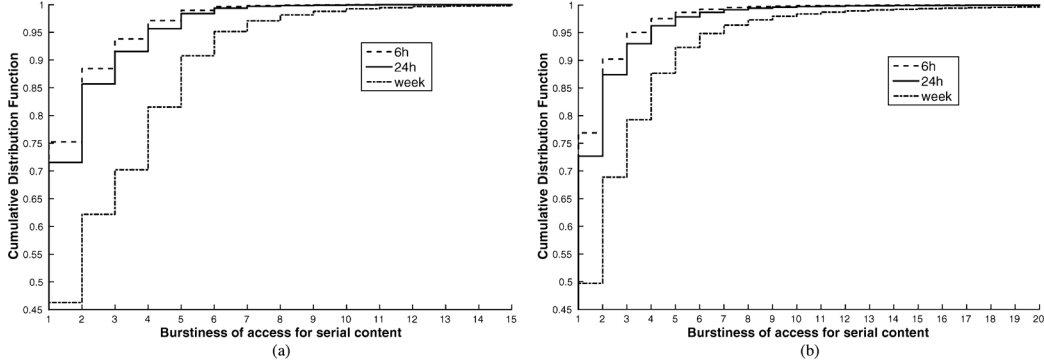 Cumulative Distribution Function
1
0.95
0.9
0.85
0.8
0.75
0.7
0.65
0.6
0.55
0.5
0.45
6h
24h
week
1 2 3 4 5 6 7 8 9 10 11 12 13 14 15
Burstiness of access for serial content
(a)
Cumulative Distribution Function
1
0.95
0.9
0.85
0.8
0.75
0.7
0.65
0.6
0.55
0.5
0.45
6h
24h
week
1 2 3 4 5 6 7 8 9 10 11 12 13 14 15 16 17 18 19 20
Burstiness of access for serial content
(b)